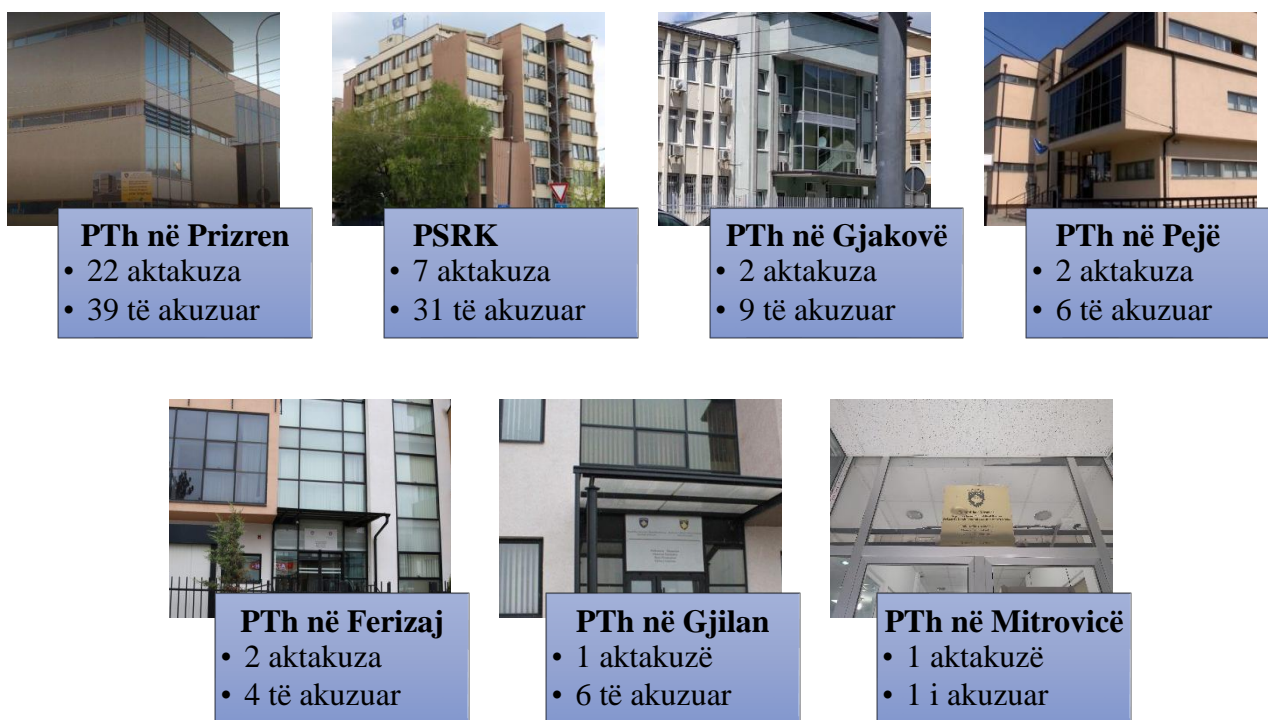 PTh në Prizren
• 22 aktakuza
• 39 të akuzuar
PSRK
• 7 aktakuza
• 31 të akuzuar
PTh në Gjakovë
• 2 aktakuza
• 9 të akuzuar
PTh në Pejë
• 2 aktakuza
• 6 të akuzuar
PTh në Ferizaj
• 2 aktakuza
• 4 të akuzuar
PTh në Gjilan
• 1 aktakuzë
• 6 të akuzuar
PTh në Mitrovicë
• 1 aktakuzë
• 1 i akuzuar